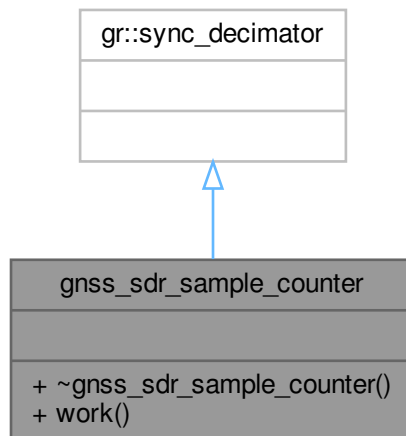 gr::sync_decimator
gnss_sdr_sample_counter
+ ~gnss_sdr_sample_counter()
+ work()